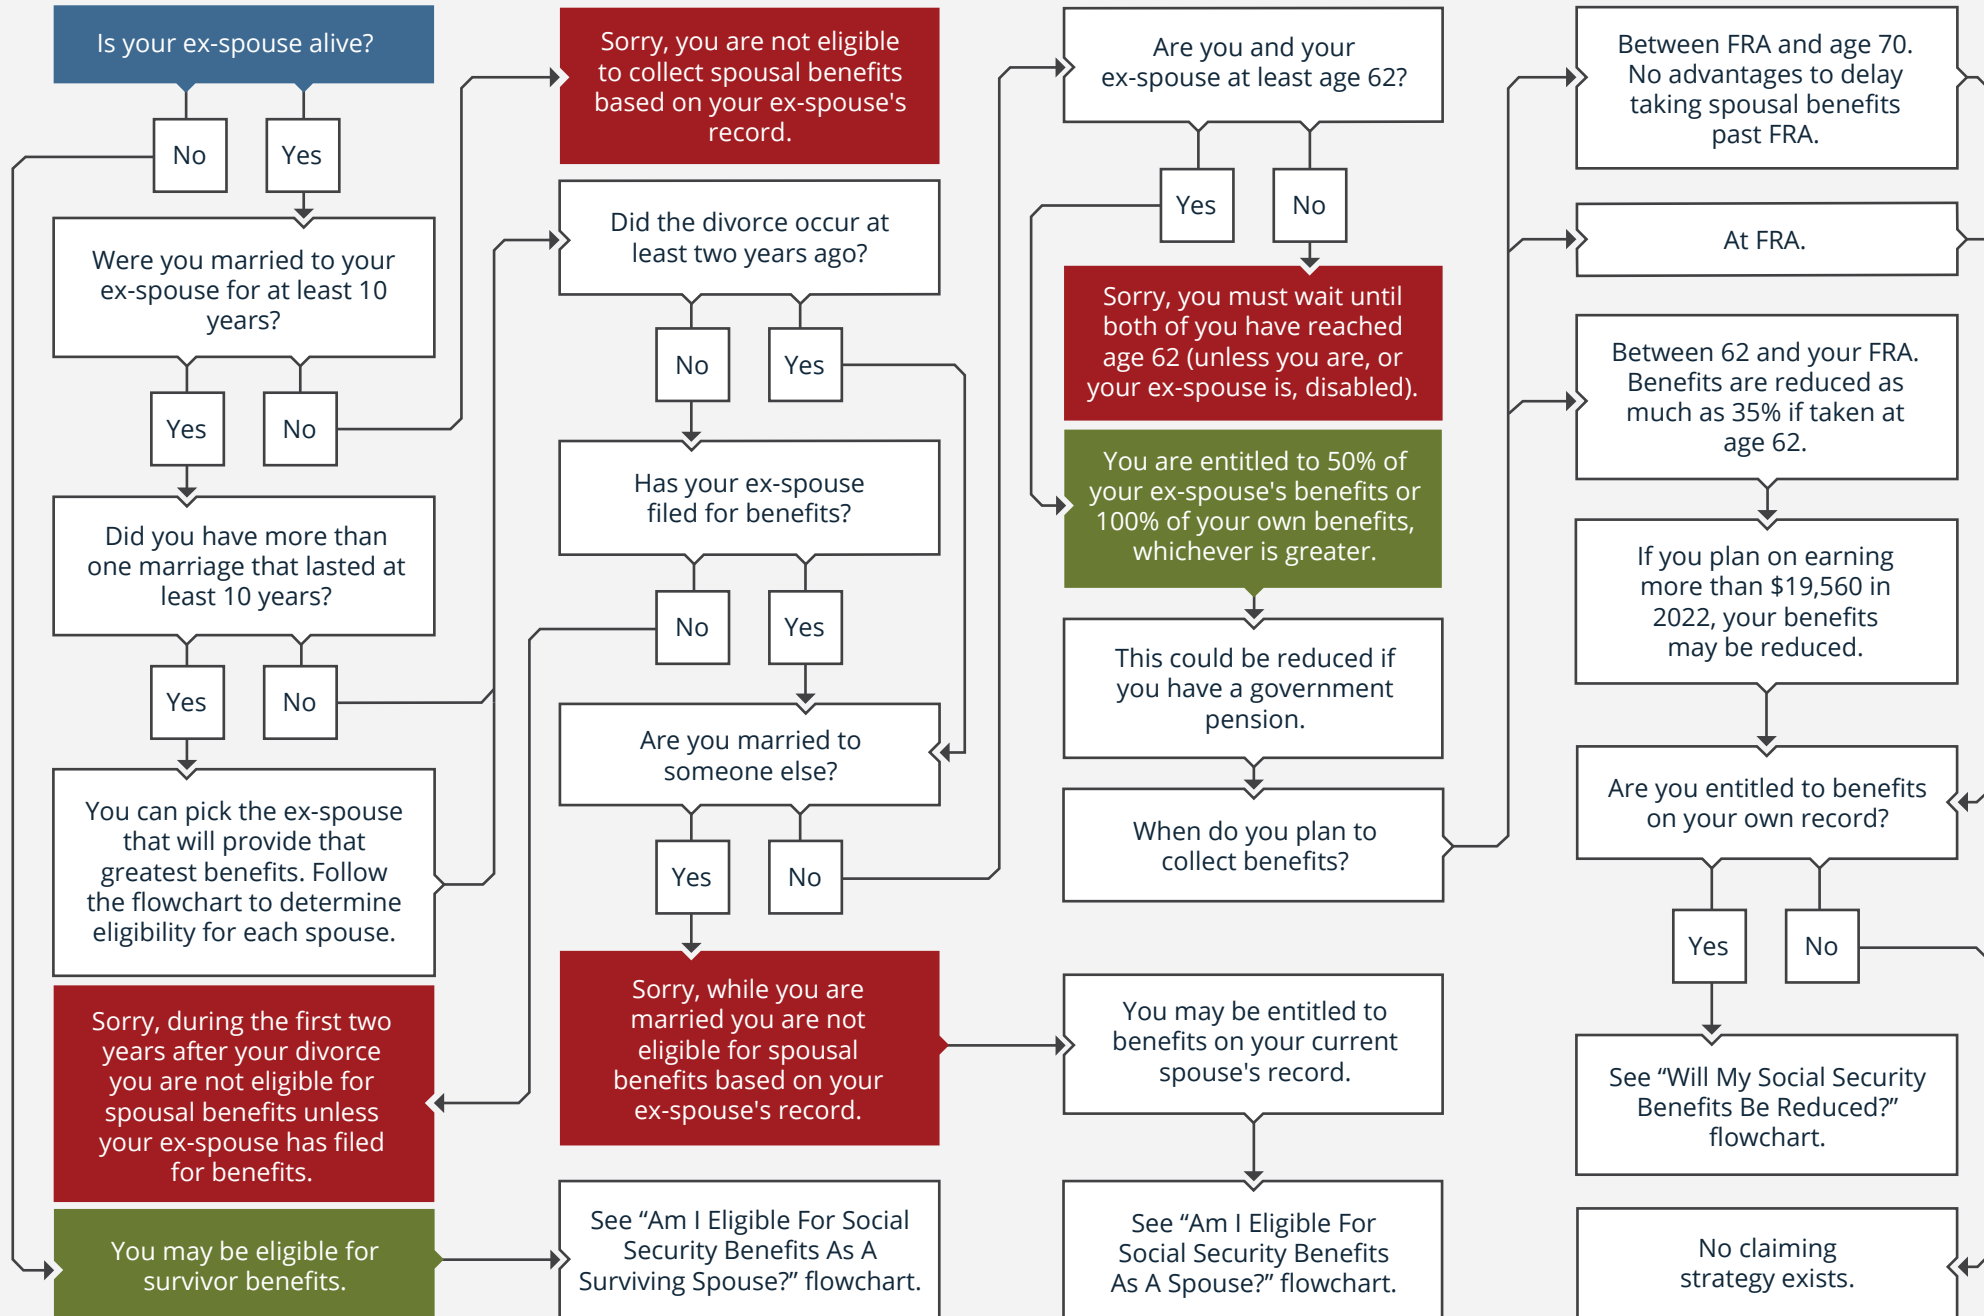 Is your ex-spouse alive?
No
Yes
Were you married to your
ex-spouse for at least 10
years?
Yes
No
Did you have more than
one marriage that lasted at
least 10 years?
Yes
No
You can pick the ex-spouse
that will provide that
greatest benefits. Follow
the flowchart to determine
eligibility for each spouse.
Sorry, during the first two
years after your divorce
you are not eligible for
spousal benefits unless
your ex-spouse has filed
for benefits.
You may be eligible for
survivor benefits.
Sorry, you are not eligible
to collect spousal benefits
based on your ex-spouse's
record.
Did the divorce occur at
least two years ago?
No
Yes
Has your ex-spouse
filed for benefits?
No
Yes
Are you married to
someone else?
Yes
No
Sorry, while you are
married you are not
eligible for spousal
benefits based on your
ex-spouse's record.
See “Am I Eligible For Social
Security Benefits As A
Surviving Spouse?” flowchart.
Are you and your
ex-spouse at least age 62?
Yes
No
Sorry, you must wait until
both of you have reached
age 62 (unless you are, or
your ex-spouse is, disabled).
You are entitled to 50% of
your ex-spouse's benefits or
100% of your own benefits,
whichever is greater.
This could be reduced if
you have a government
pension.
When do you plan to
collect benefits?
You may be entitled to
benefits on your current
spouse's record.
See “Am I Eligible For
Social Security Benefits
As A Spouse?” flowchart.
Between FRA and age 70.
No advantages to delay
taking spousal benefits
past FRA.
At FRA.
Between 62 and your FRA.
Benefits are reduced as
much as 35% if taken at
age 62.
If you plan on earning
more than $19,560 in
2022, your benefits
may be reduced.
Are you entitled to benefits
on your own record?
Yes
No
See “Will My Social Security
Benefits Be Reduced?”
flowchart.
No claiming
strategy exists.